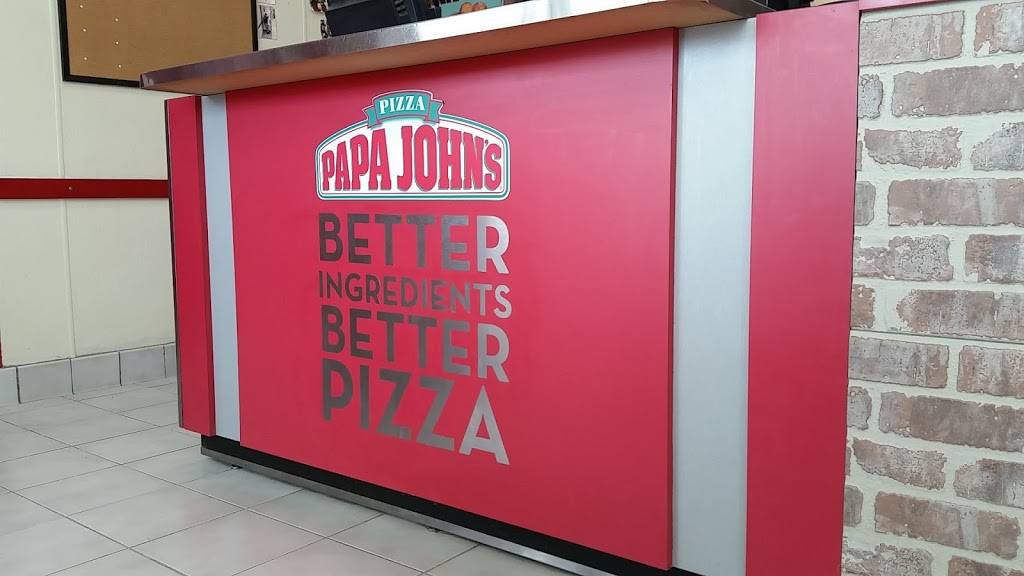 PIZZA
PAPA JOHN'S
BETTER
INGREDIENTS
BETTER
PIZZA